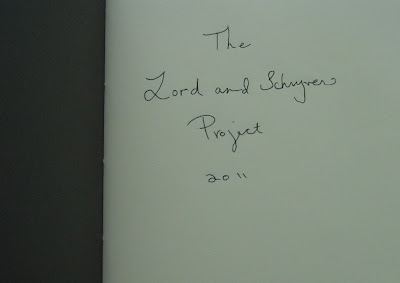 The
Lord and Schryver
Project
2011